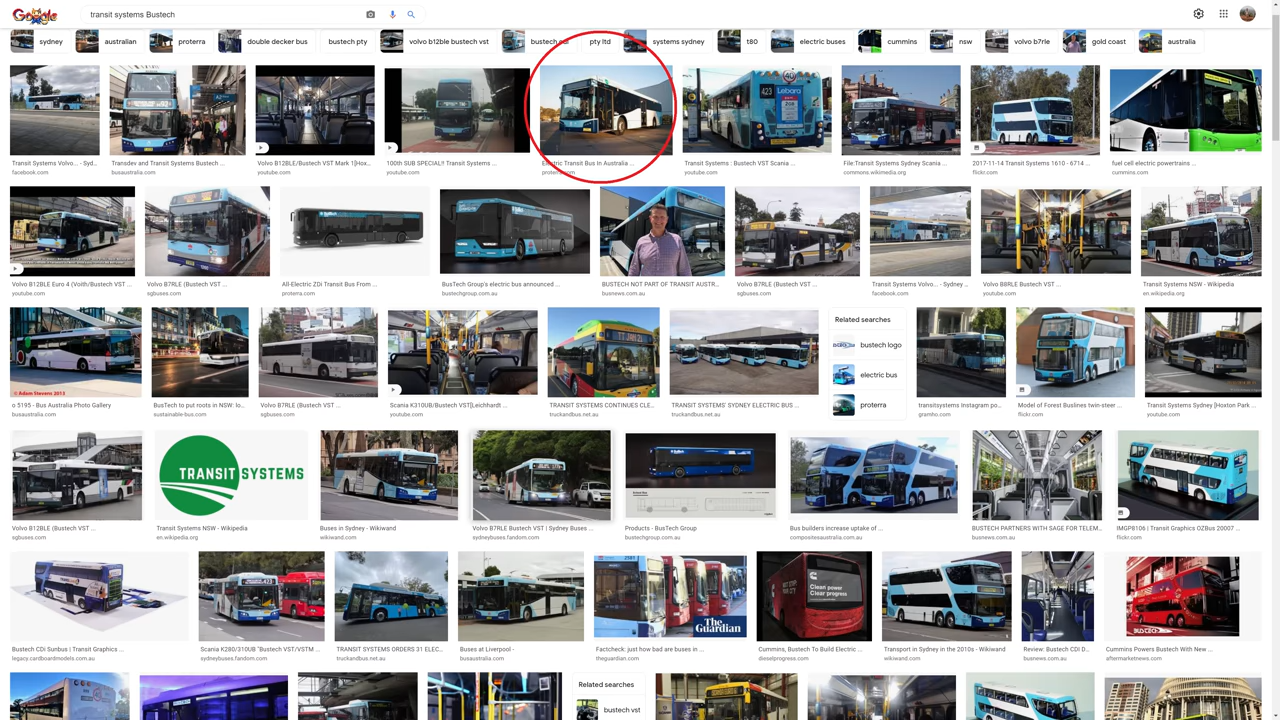 Google
transit systems Bustech
sydney
australian
proterra
double decker bus
bustech pty
volvo b12ble bustech vst
pty ltd
systems sydney
t80
electric buses
cummins
nsw
volvo b7rle
gold coast
australia
Transit Systems Volvo... - Syd...
facebook.com
Transdev and Transit Systems Bustech ...
busaustralia.com
Volvo B12BLE/Bustech VST Mark 1][Hox...
youtube.com
100th SUB SPECIAL!! Transit Systems ...
youtube.com
Electric Transit Bus In Australia ...
proterra.com
Transit Systems : Bustech VST Scania ...
youtube.com
File:Transit Systems Sydney Scania ...
commons.wikimedia.org
2017-11-14 Transit Systems 1610 - 6714 ...
flickr.com
fuel cell electric powertrains ...
cummins.com
423
Lebara
40
Volvo B12BLE Euro 4 (Voith/Bustech VST ...
youtube.com
Volvo B7RLE (Bustech VST ...
sgbuses.com
All-Electric ZDi Transit Bus From ...
proterra.com
BusTech Group's electric bus announced ...
bustechgroup.com.au
BUSTECH NOT PART OF TRANSIT AUSTR...
busnews.com.au
Volvo B7RLE (Bustech VST ...
sgbuses.com
Transit Systems Volvo... - Sydney ...
facebook.com
Volvo B8RLE Bustech VST ...
youtube.com
Transit Systems NSW - Wikipedia
en.wikipedia.org
© Adam Stevens 2013
o 5195 - Bus Australia Photo Gallery
busaustralia.com
BusTech to put roots in NSW: lo...
sustainable-bus.com
Volvo B7RLE (Bustech VST ...
sgbuses.com
Scania K310UB/Bustech VST][Leichhardt ...
youtube.com
TRANSIT SYSTEMS CONTINUES CLE...
truckandbus.net.au
TRANSIT SYSTEMS' SYDNEY ELECTRIC BUS ...
truckandbus.net.au
Related searches
bustech logo
electric bus
proterra
transitsystems Instagram po...
gramho.com
Model of Forest Buslines twin-steer ...
flickr.com
Transit Systems Sydney [Hoxton Park ...
youtube.com
TRANSIT SYSTEMS
Volvo B12BLE (Bustech VST ...
sgbuses.com
Transit Systems NSW - Wikipedia
en.wikipedia.org
Buses in Sydney - Wikiwand
wikiwand.com
Volvo B7RLE Bustech VST | Sydney Buses ...
sydneybuses.fandom.com
Products - BusTech Group
bustechgroup.com.au
Bus builders increase uptake of ...
compositesaustralia.com.au
BUSTECH PARTNERS WITH SAGE FOR TELEM...
busnews.com.au
IMGP8106 | Transit Graphics OZBus 20007 ...
flickr.com
423
The
Guardian
Clean power
Clear progress
Bustech CDi Sunbus | Transit Graphics ...
legacy.cardboardmodels.com.au
Scania K280/310UB "Bustech VST/VSTM ...
sydneybuses.fandom.com
TRANSIT SYSTEMS ORDERS 31 ELEC...
truckandbus.net.au
Buses at Liverpool -
busaustralia.com
Factcheck: just how bad are buses in ...
theguardian.com
Cummins, Bustech To Build Electric ...
dieselprogress.com
Transport in Sydney in the 2010s - Wikiwand
wikiwand.com
Review: Bustech CDI D...
busnews.com.au
Cummins Powers Bustech With New ...
aftermarketnews.com
Related searches
bustech vst